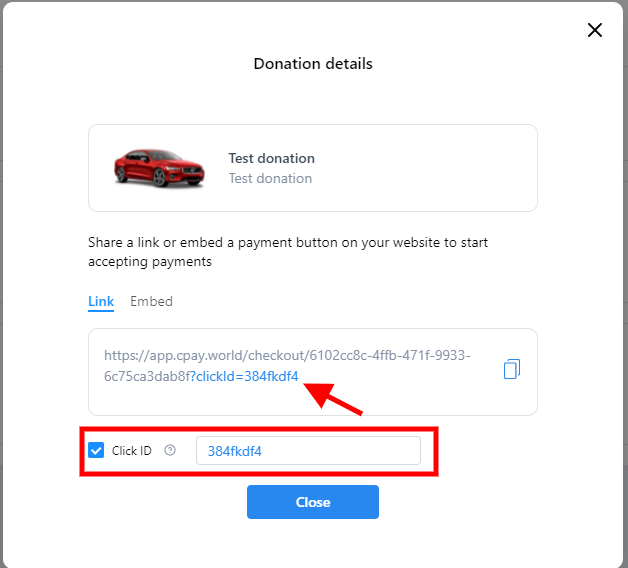 Donation details
Test donation
Test donation
Share a link or embed a payment button on your website to start
accepting payments
Link Embed
https://app.cpay.world/checkout/6102cc8c-4ffb-471f-9933-
6c75ca3dab8f?clickId=384fkdf4
Click ID ? 384fkdf4
Close